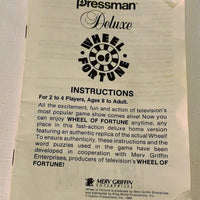 Pressman
Deluxe
WHEEL OF FORTUNE
INSTRUCTIONS
For 2 to 4 Players, Ages 8 to Adult.
All the excitement, fun and action of television's
most popular game show comes alive! Now you
can enjoy WHEEL OF FORTUNE anytime, any
place in this fast-action deluxe home version
featuring an authentic replica of the actual Wheel!
To ensure authenticity, these instructions and the
word puzzles used in the game have been
developed in cooperation with Merv Griffin
Enterprises, producers of television's WHEEL OF
FORTUNE!
MERV GRIFFIN
ENTERPRISES